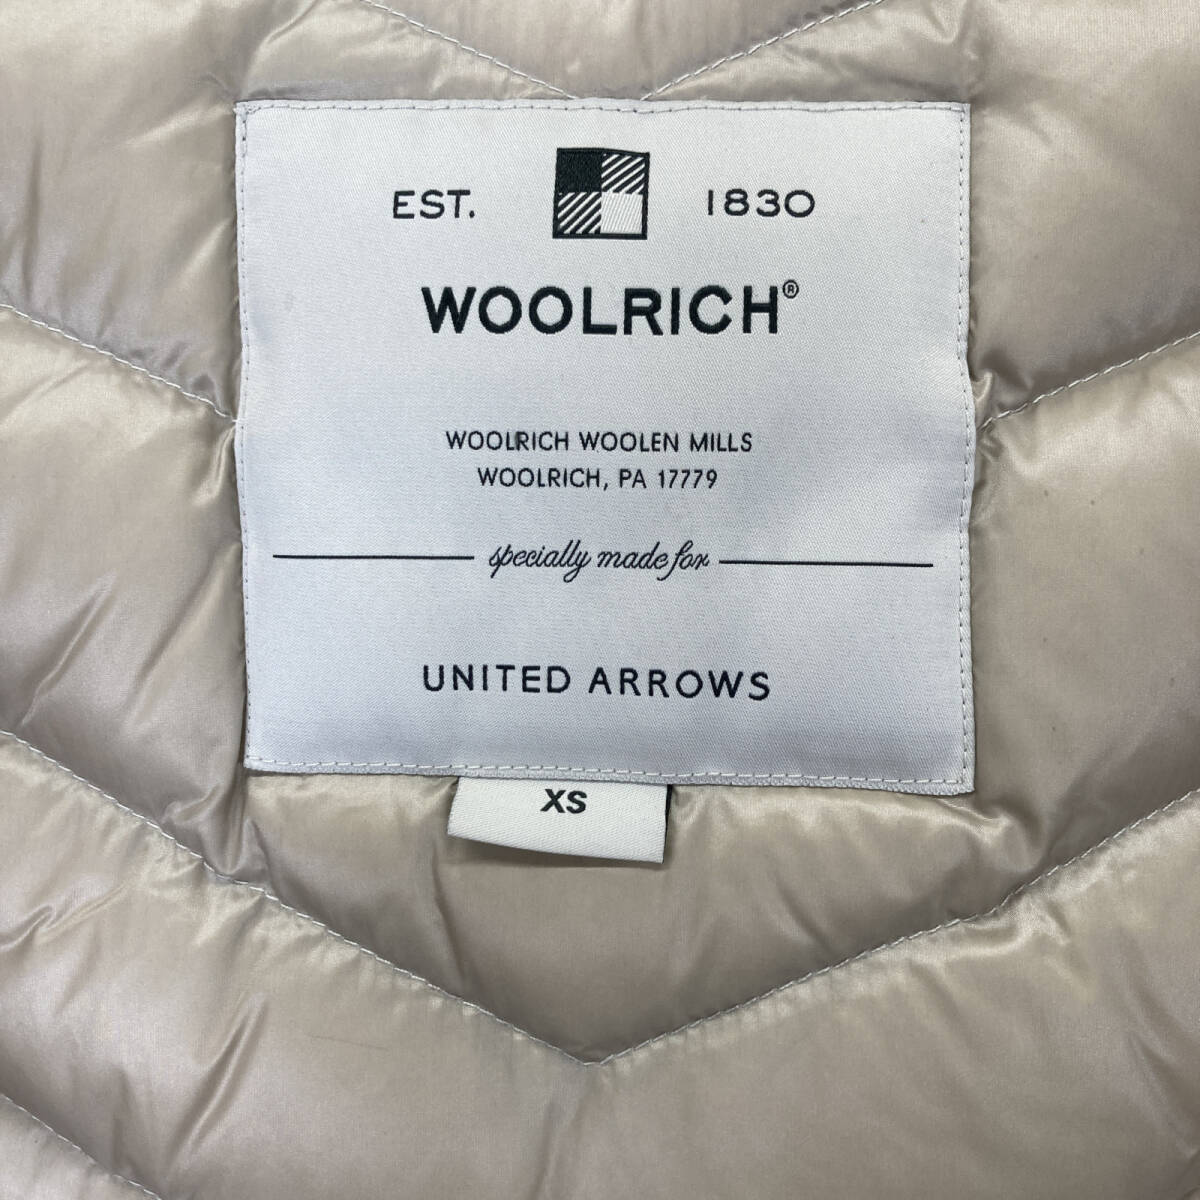 EST. 1830
WOOLRICH®
WOOLRICH WOOLEN MILLS
WOOLRICH, PA 17779
specially made for
UNITED ARROWS
XS